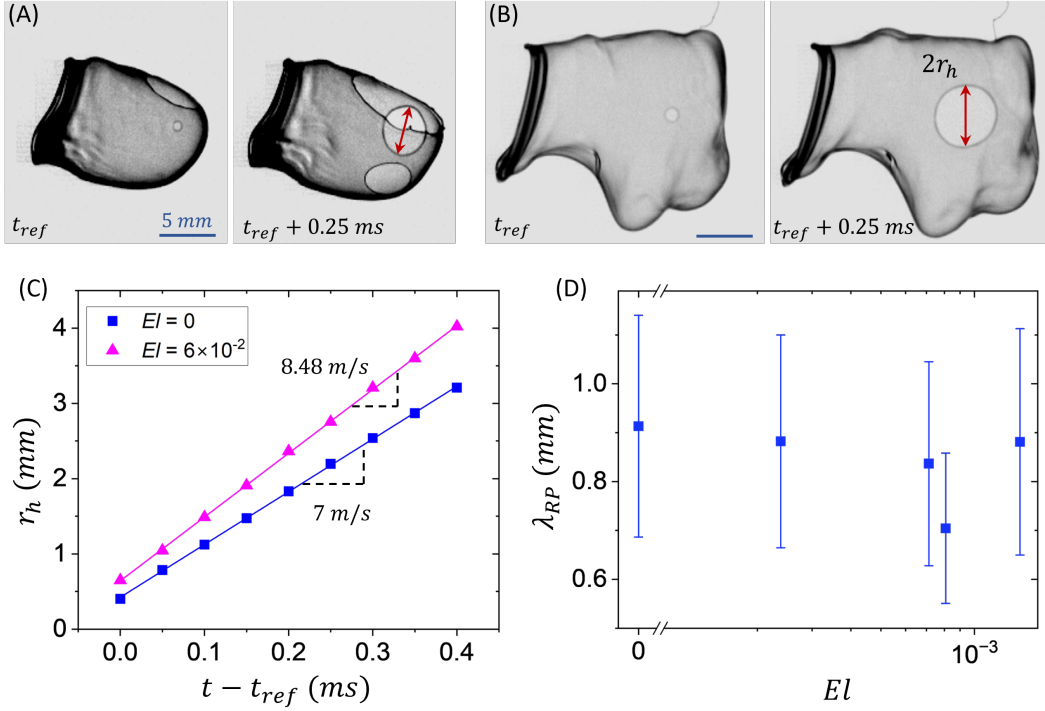 (A)
t_ref
5 mm
t_ref + 0.25 ms
(B)
t_ref
2r_h
t_ref + 0.25 ms
(C)
El = 0
El = 6×10⁻²
8.48 m/s
7 m/s
4
3
2
1
0
r_h (mm)
0.0 0.1 0.2 0.3 0.4
t − t_ref (ms)
(D)
1.0
0.8
0.6
λ_RP (mm)
0 10⁻³
El